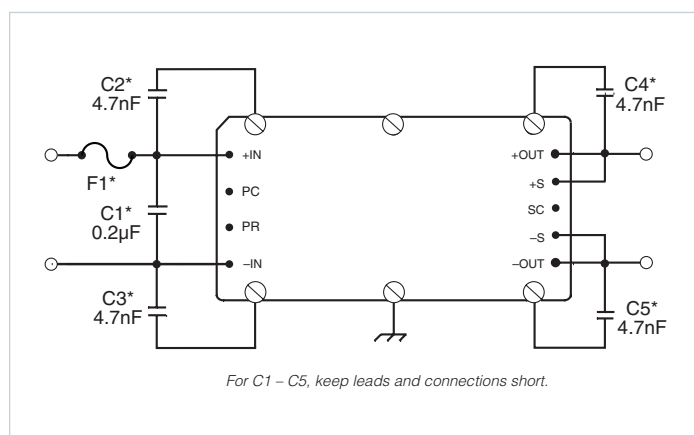 C2*
4.7nF
C4*
4.7nF
+IN
+OUT
F1*
PC
+S
C1*
0.2µF
SC
PR
–S
–IN
–OUT
C3*
4.7nF
C5*
4.7nF
For C1 – C5, keep leads and connections short.